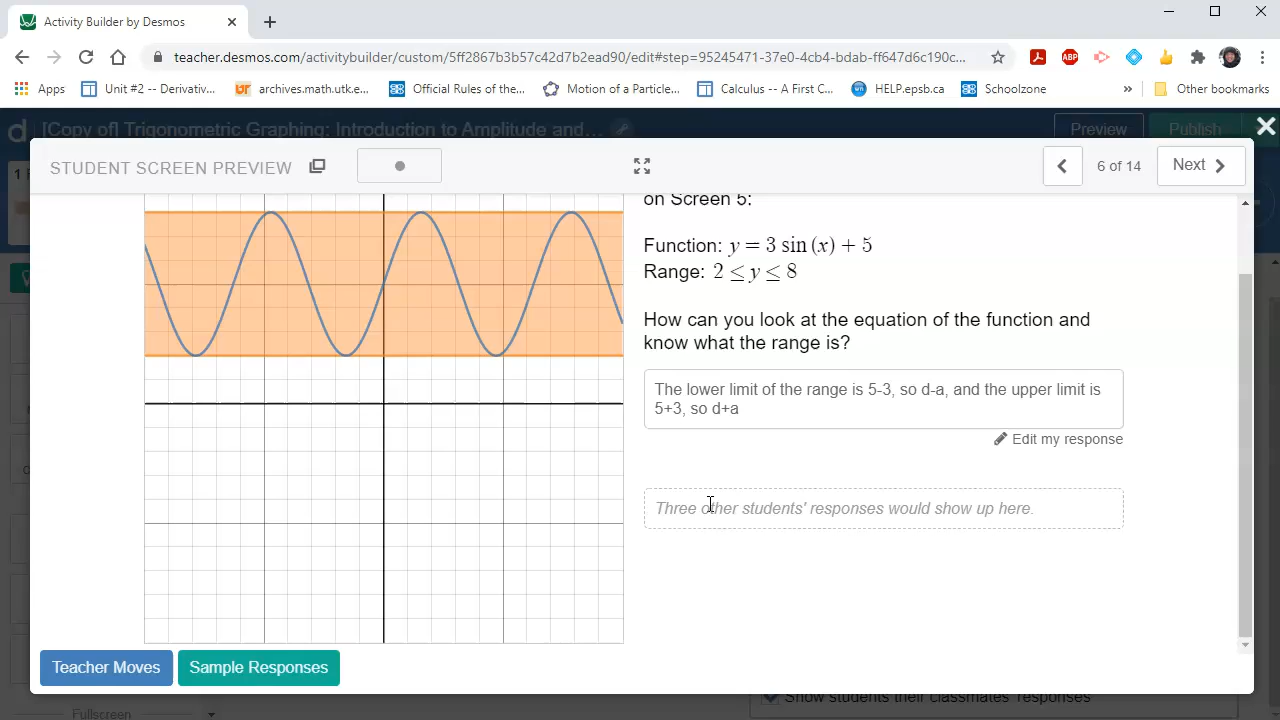 Activity Builder by Desmos
teacher.desmos.com/activitybuilder/custom/5ff2867b3b57c42d7b2ead90/edit#step=95245471-37e0-4cb4-bdab-ff647d6c190c...
ABP
Apps
Unit #2 -- Derivativ...
archives.math.utk.e...
Official Rules of the...
Motion of a Particle...
Calculus -- A First C...
HELP.epsb.ca
Schoolzone
»
Other bookmarks
[Copy of] Trigonometric Graphing: Introduction to Amplitude and...
Preview
Publish
1
STUDENT SCREEN PREVIEW
6 of 14
Next
on Screen 5:
Function: y = 3 sin (x) + 5
Range: 2 ≤ y ≤ 8
How can you look at the equation of the function and
know what the range is?
The lower limit of the range is 5-3, so d-a, and the upper limit is
5+3, so d+a
Edit my response
Three other students' responses would show up here.
Teacher Moves
Sample Responses
Show students their classmates' responses
Fullscreen